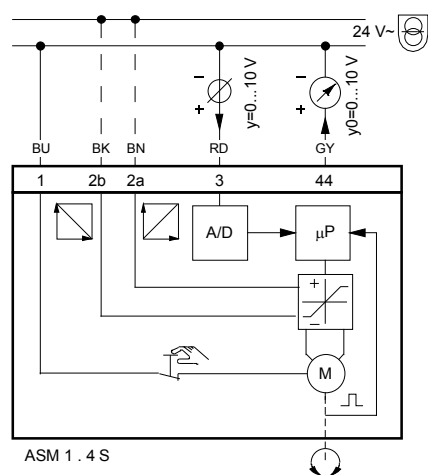 24 V~
−
+
y=0...10 V
−
+
y0=0...10 V
BU BK BN RD GY
1 2b 2a 3 44
A/D
µP
+
−
M
ASM 1 . 4 S